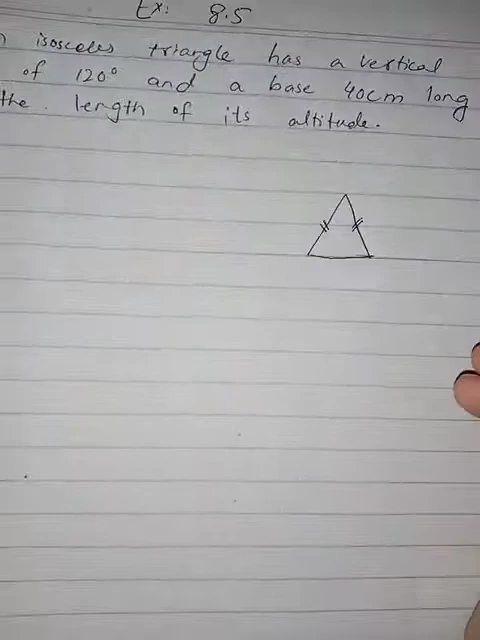 Ex: 8.5
isosceles triangle has a vertical
of 120° and a base 40cm long
the length of its altitude.